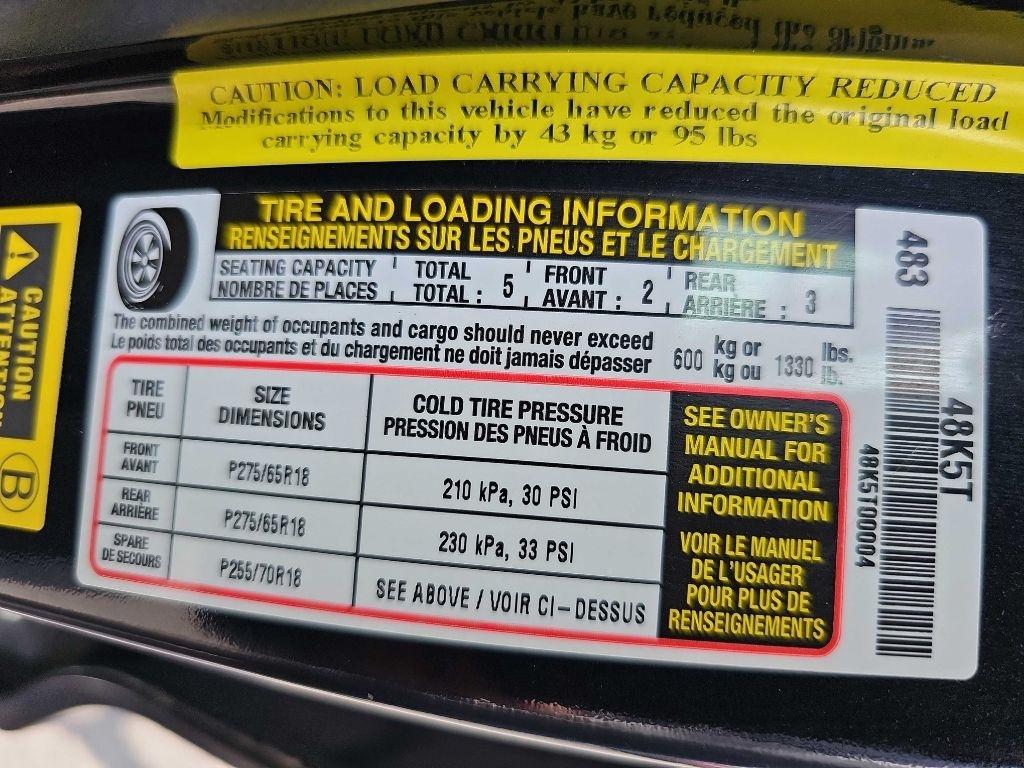 CAUTION: LOAD CARRYING CAPACITY REDUCED
Modifications to this vehicle have reduced the original load
carrying capacity by 43 kg or 95 lbs
TIRE AND LOADING INFORMATION
RENSEIGNEMENTS SUR LES PNEUS ET LE CHARGEMENT
SEATING CAPACITY TOTAL FRONT REAR
NOMBRE DE PLACES TOTAL : 5 AVANT : 2 ARRIÈRE : 3
The combined weight of occupants and cargo should never exceed 600 kg or 1330 lbs.
Le poids total des occupants et du chargement ne doit jamais dépasser kg ou lb.
TIRE SIZE COLD TIRE PRESSURE
PNEU DIMENSIONS PRESSION DES PNEUS À FROID
FRONT
AVANT P275/65R18 210 kPa, 30 PSI
REAR
ARRIÈRE P275/65R18 230 kPa, 33 PSI
SPARE
DE SECOURS P255/70R18 SEE ABOVE / VOIR CI-DESSUS
SEE OWNER'S
MANUAL FOR
ADDITIONAL
INFORMATION
VOIR LE MANUEL
DE L'USAGER
POUR PLUS DE
RENSEIGNEMENTS
483
48K5T
48K5T00004
CAUTION
ATTENTION
B